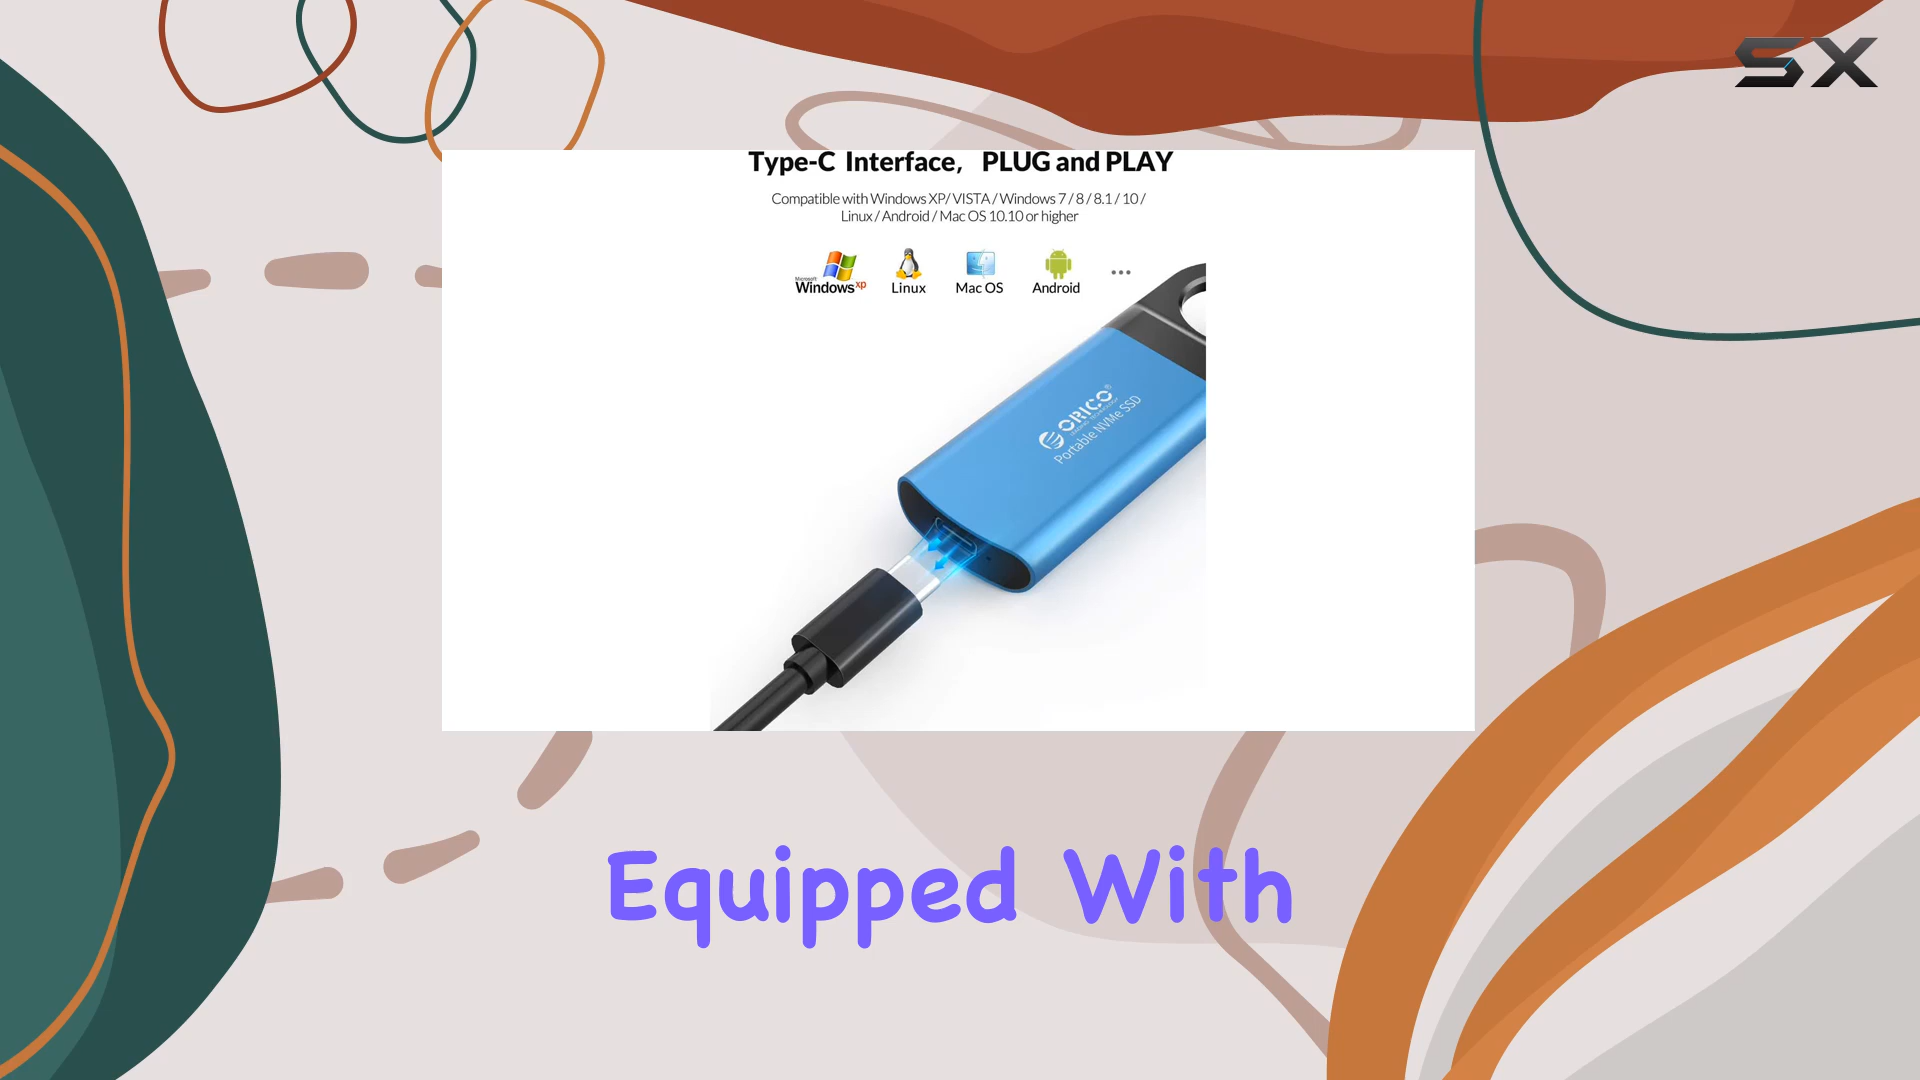 SX
Type-C Interface, PLUG and PLAY
Compatible with Windows XP/ VISTA / Windows 7 / 8 / 8.1 / 10 /
Linux / Android / Mac OS 10.10 or higher
Microsoft
Windows xp
Linux
Mac OS
Android
ORICO®
Portable NVMe SSD
Equipped With